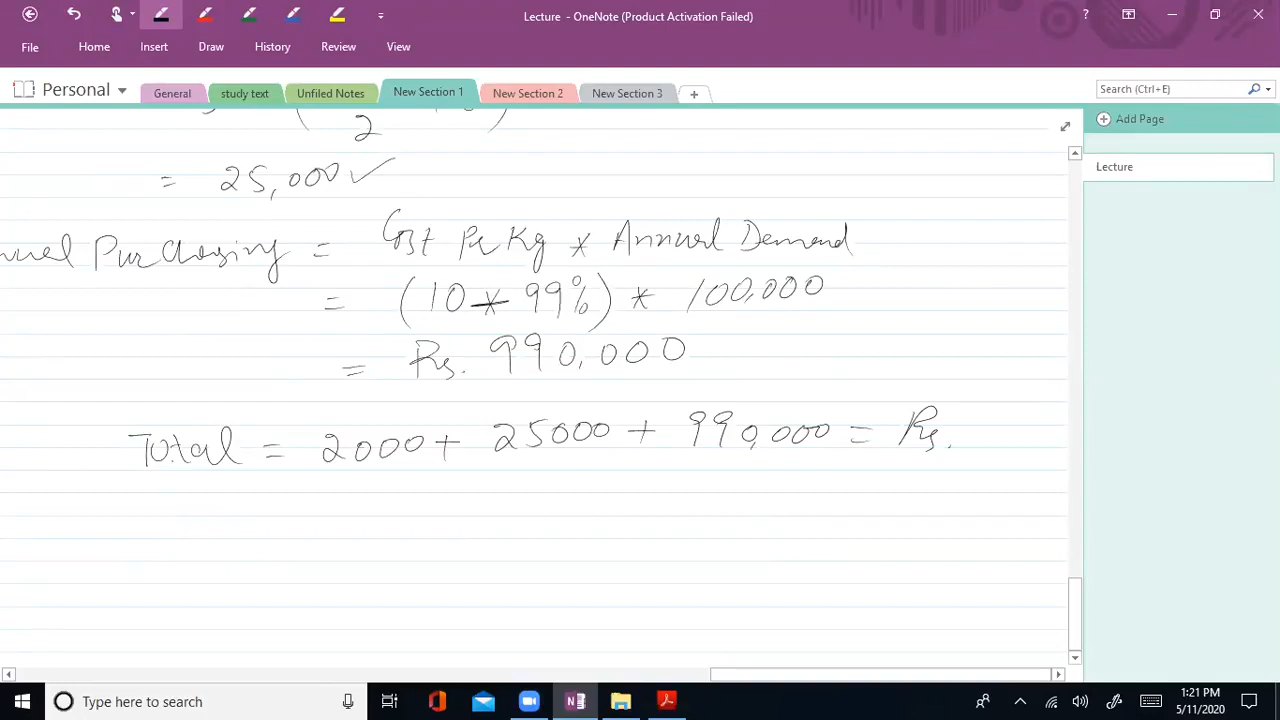 Lecture - OneNote (Product Activation Failed)
File Home Insert Draw History Review View
Personal General study text Unfiled Notes New Section 1 New Section 2 New Section 3 Search (Ctrl+E)
Add Page
Lecture
2
= 25,000 ✓
Purchasing = Cost Per Kg * Annual Demand
= (10 * 99%) * 100,000
= Rs. 990,000
Total = 2000 + 25000 + 990,000 = Rs.
Type here to search
1:21 PM
5/11/2020